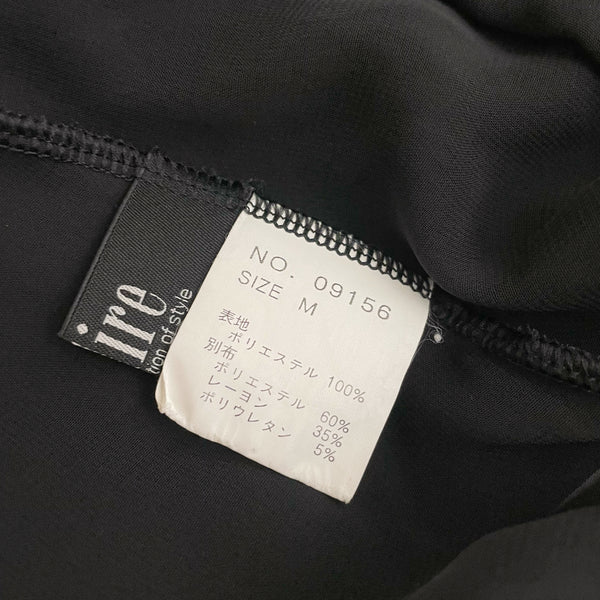 ire
tion of style
NO. 09156
SIZE M
表地
ポリエステル 100%
別布
ポリエステル 60%
レーヨン 35%
ポリウレタン 5%